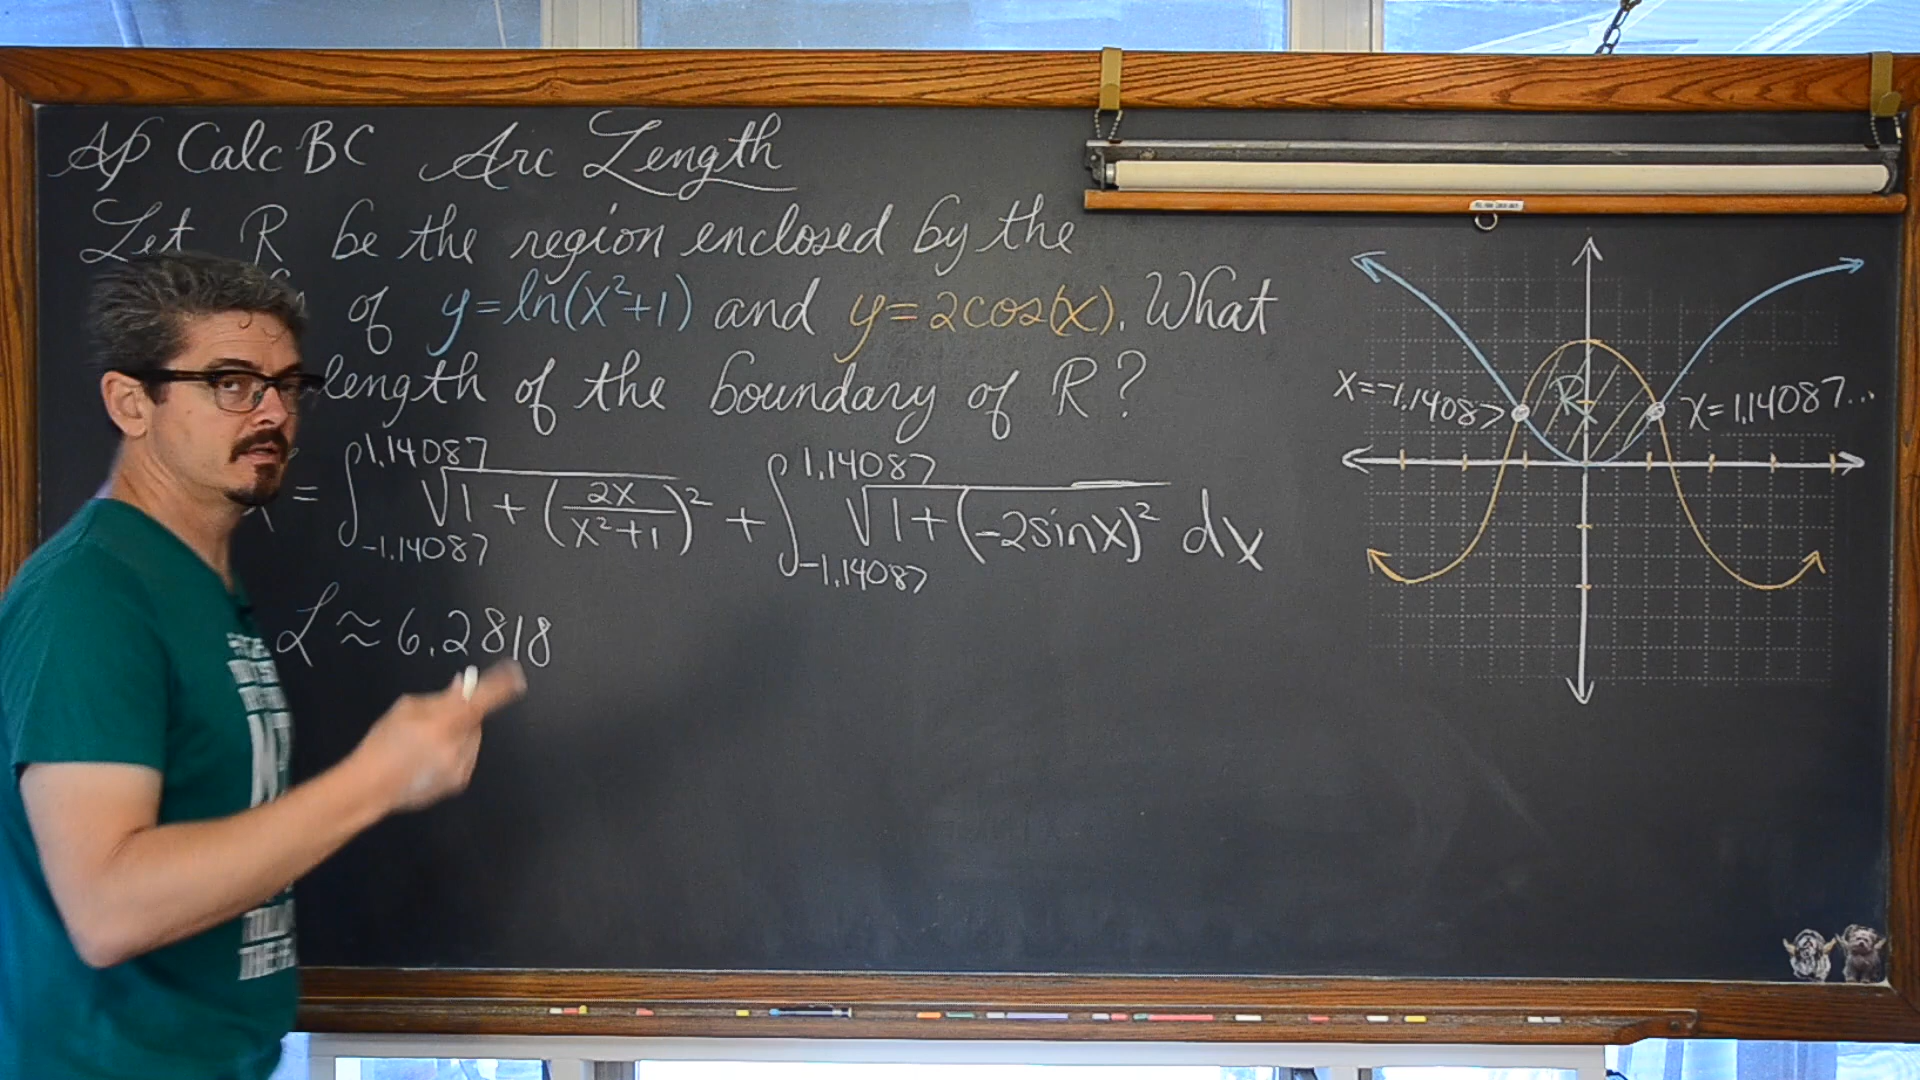 AP Calc BC Arc Length
Let R be the region enclosed by the
of y=ln(x²+1) and y=2cos(x). What
length of the boundary of R?
= ∫_{-1.14087}^{1.14087} √(1+(2x/(x²+1))²) + ∫_{-1.14087}^{1.14087} √(1+(-2sinx)²) dx
L ≈ 6.2818
x=-1.14087
R
x=1.14087...